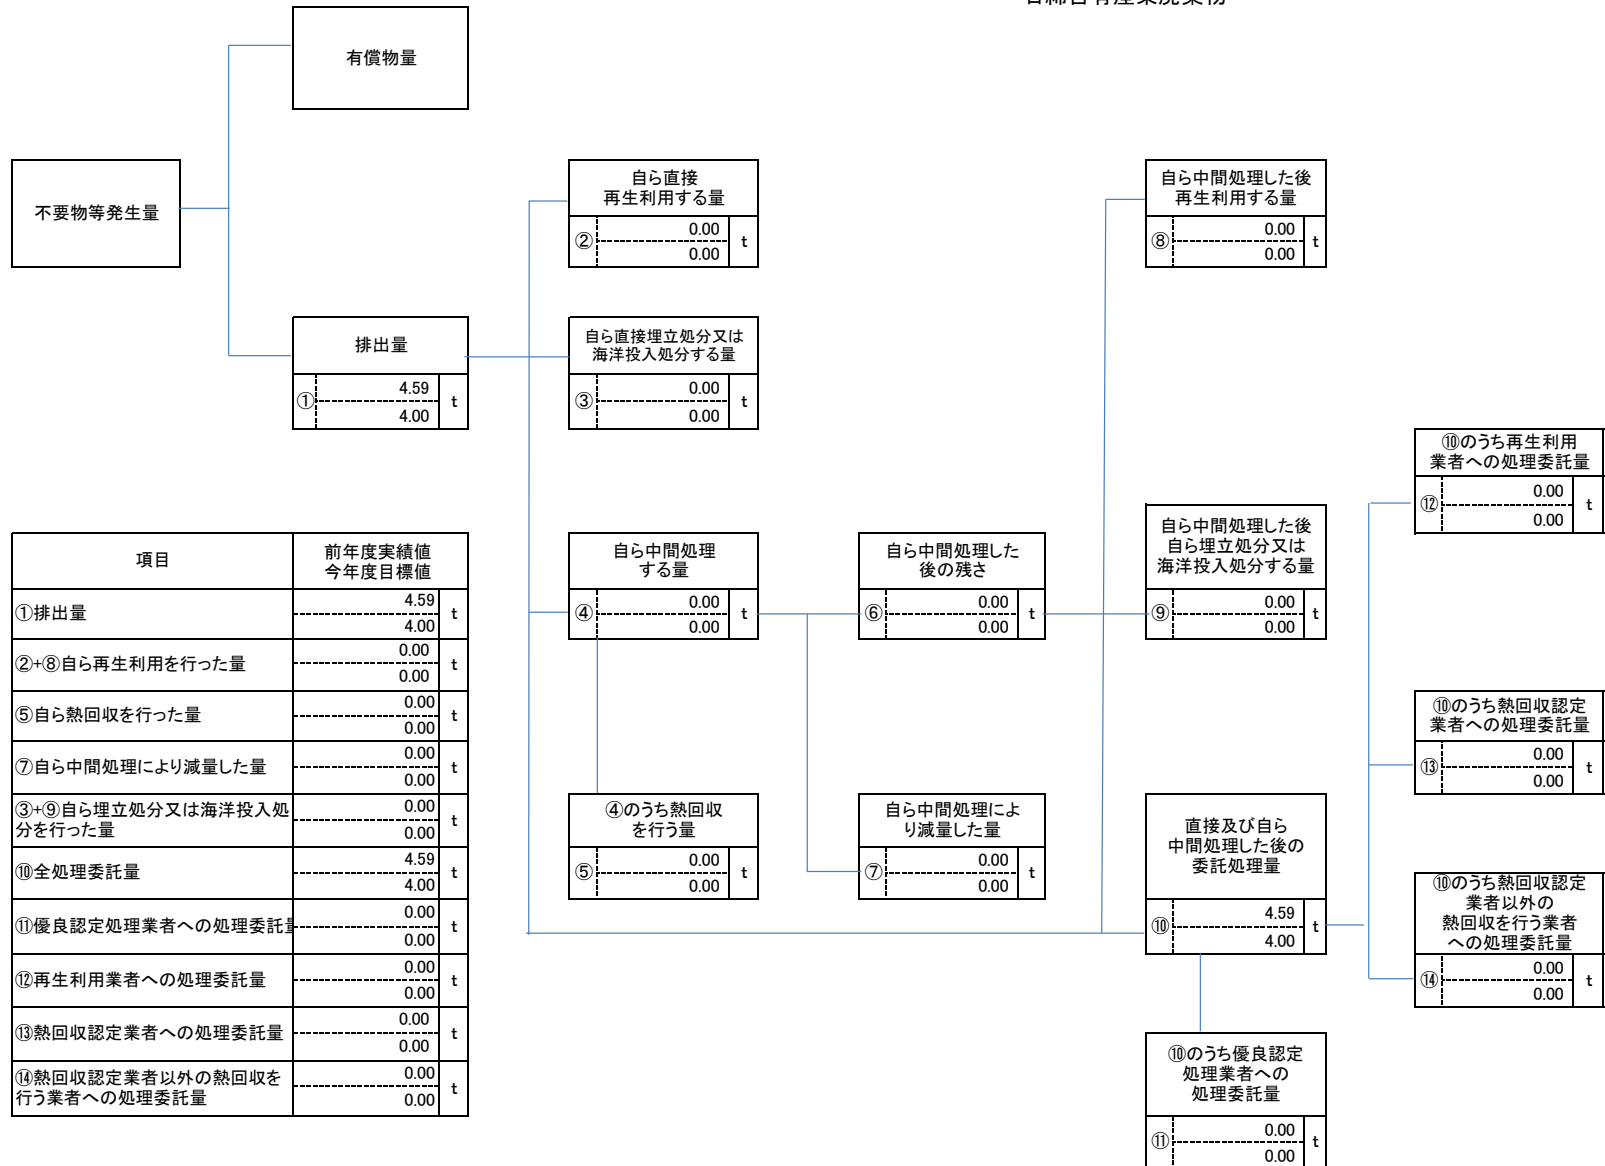 石綿含有産業廃棄物
有償物量
不要物等発生量
自ら直接
再生利用する量
② 0.00 t
0.00
自ら中間処理した後
再生利用する量
⑧ 0.00 t
0.00
排出量
① 4.59 t
4.00
自ら直接埋立処分又は
海洋投入処分する量
③ 0.00 t
0.00
⑩のうち再生利用
業者への処理委託量
⑫ 0.00 t
0.00
自ら中間処理
する量
④ 0.00 t
0.00
自ら中間処理した
後の残さ
⑥ 0.00 t
0.00
自ら中間処理した後
自ら埋立処分又は
海洋投入処分する量
⑨ 0.00 t
0.00
⑩のうち熱回収認定
業者への処理委託量
⑬ 0.00 t
0.00
④のうち熱回収
を行う量
⑤ 0.00 t
0.00
自ら中間処理によ
り減量した量
⑦ 0.00 t
0.00
直接及び自ら
中間処理した後の
委託処理量
⑩ 4.59 t
4.00
⑩のうち熱回収認定
業者以外の
熱回収を行う業者
への処理委託量
⑭ 0.00 t
0.00
⑩のうち優良認定
処理業者への
処理委託量
⑪ 0.00 t
0.00
項目 前年度実績値
今年度目標値
①排出量 4.59 t
4.00
②+⑧自ら再生利用を行った量 0.00 t
0.00
⑤自ら熱回収を行った量 0.00 t
0.00
⑦自ら中間処理により減量した量 0.00 t
0.00
③+⑨自ら埋立処分又は海洋投入処 0.00 t
分を行った量 0.00
⑩全処理委託量 4.59 t
4.00
⑪優良認定処理業者への処理委託量 0.00 t
0.00
⑫再生利用業者への処理委託量 0.00 t
0.00
⑬熱回収認定業者への処理委託量 0.00 t
0.00
⑭熱回収認定業者以外の熱回収を 0.00 t
行う業者への処理委託量 0.00